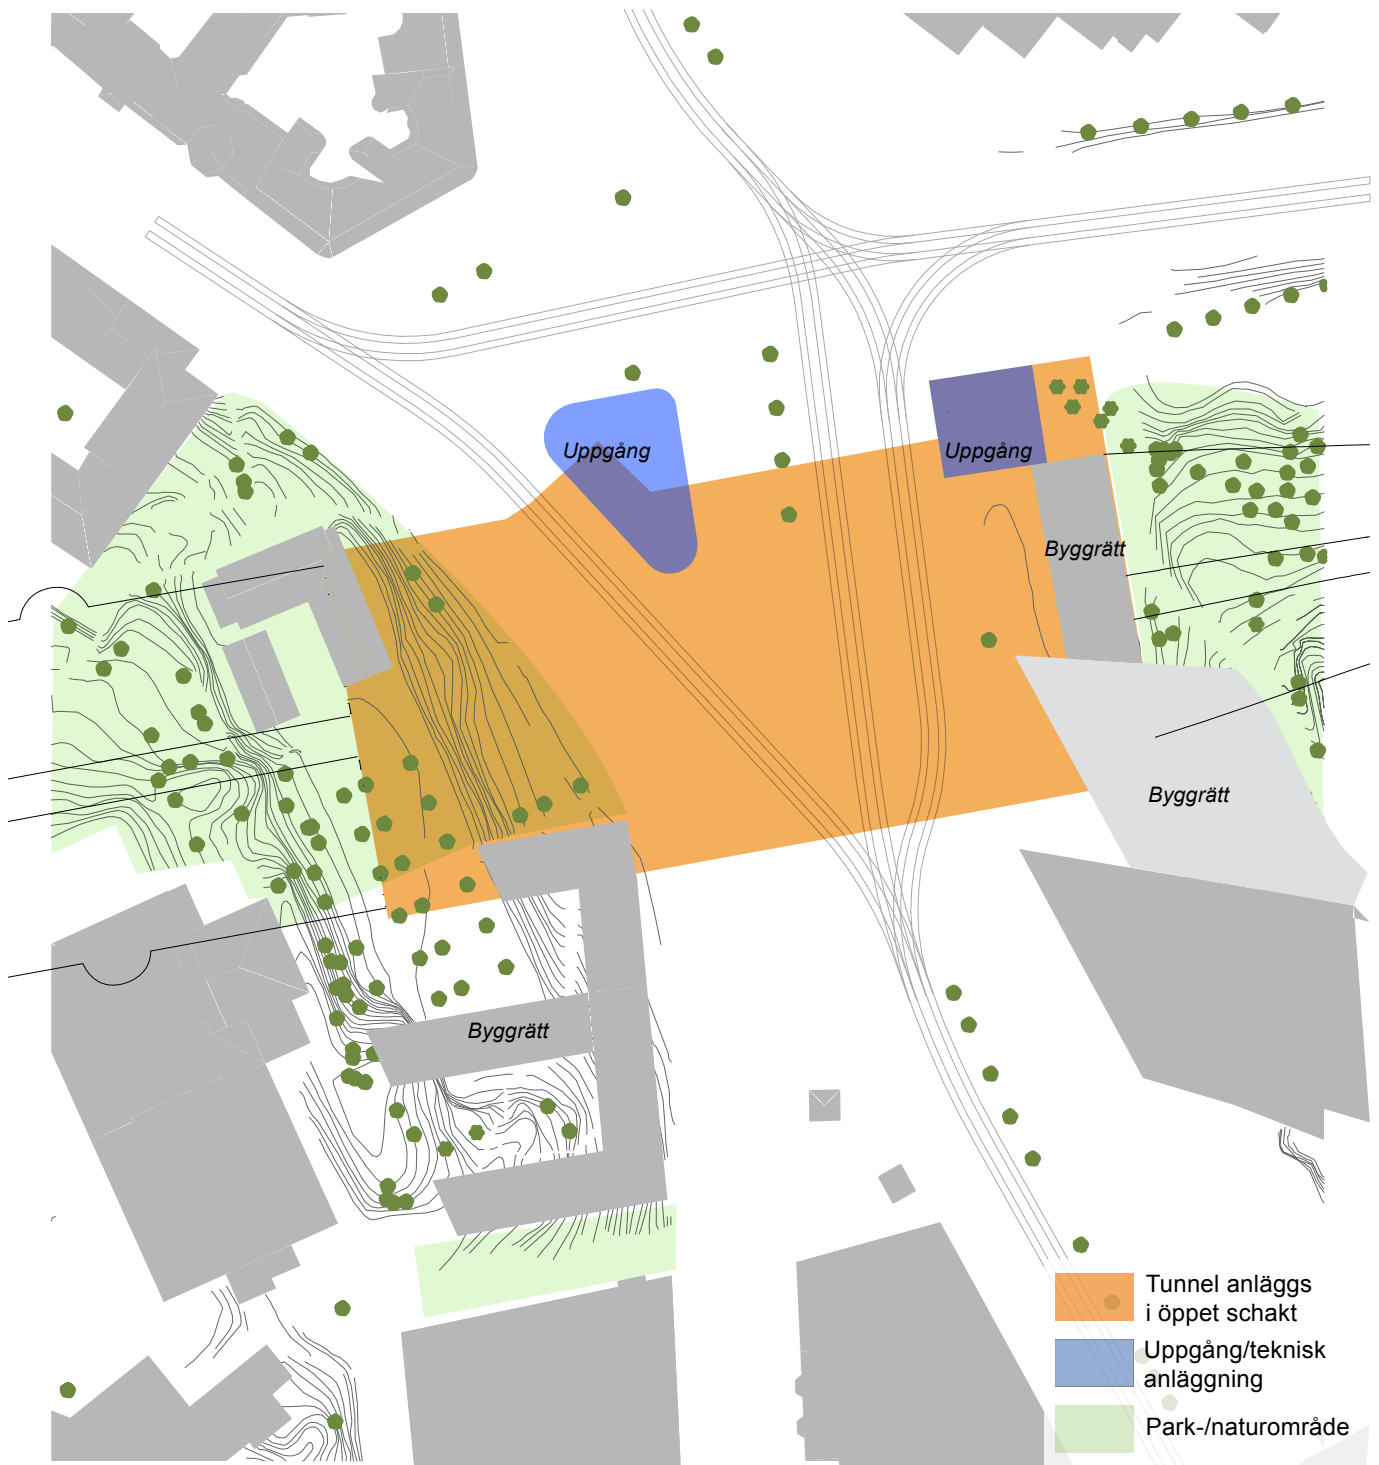 Uppgång
Uppgång
Byggrätt
Byggrätt
Byggrätt
Tunnel anläggs
i öppet schakt
Uppgång/teknisk
anläggning
Park-/naturområde